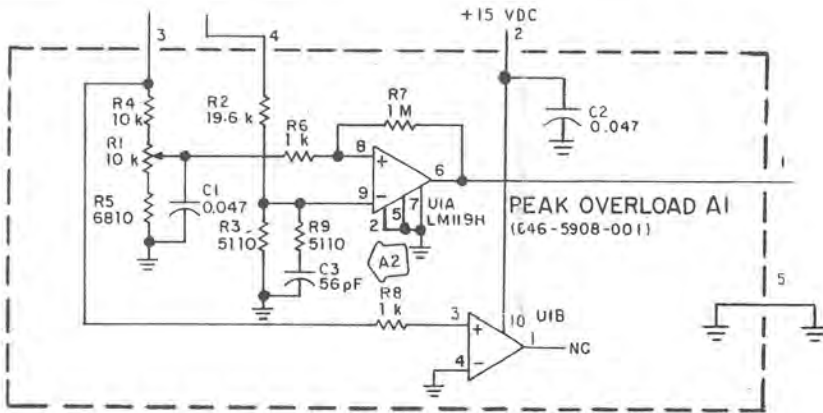 +15 VDC
3
4
2
R4
10 k
R2
19.6 k
R7
1 M
C2
0.047
R1
10 k
R6
1 k
8
+
6
1
R5
6810
C1
0.047
9
-
5
7
2
U1A
LM119H
PEAK OVERLOAD A1
(646-5908-001)
R3
5110
R9
5110
A2
C3
56pF
5
R8
1 k
3
+
10
U1B
1
NC
4
-